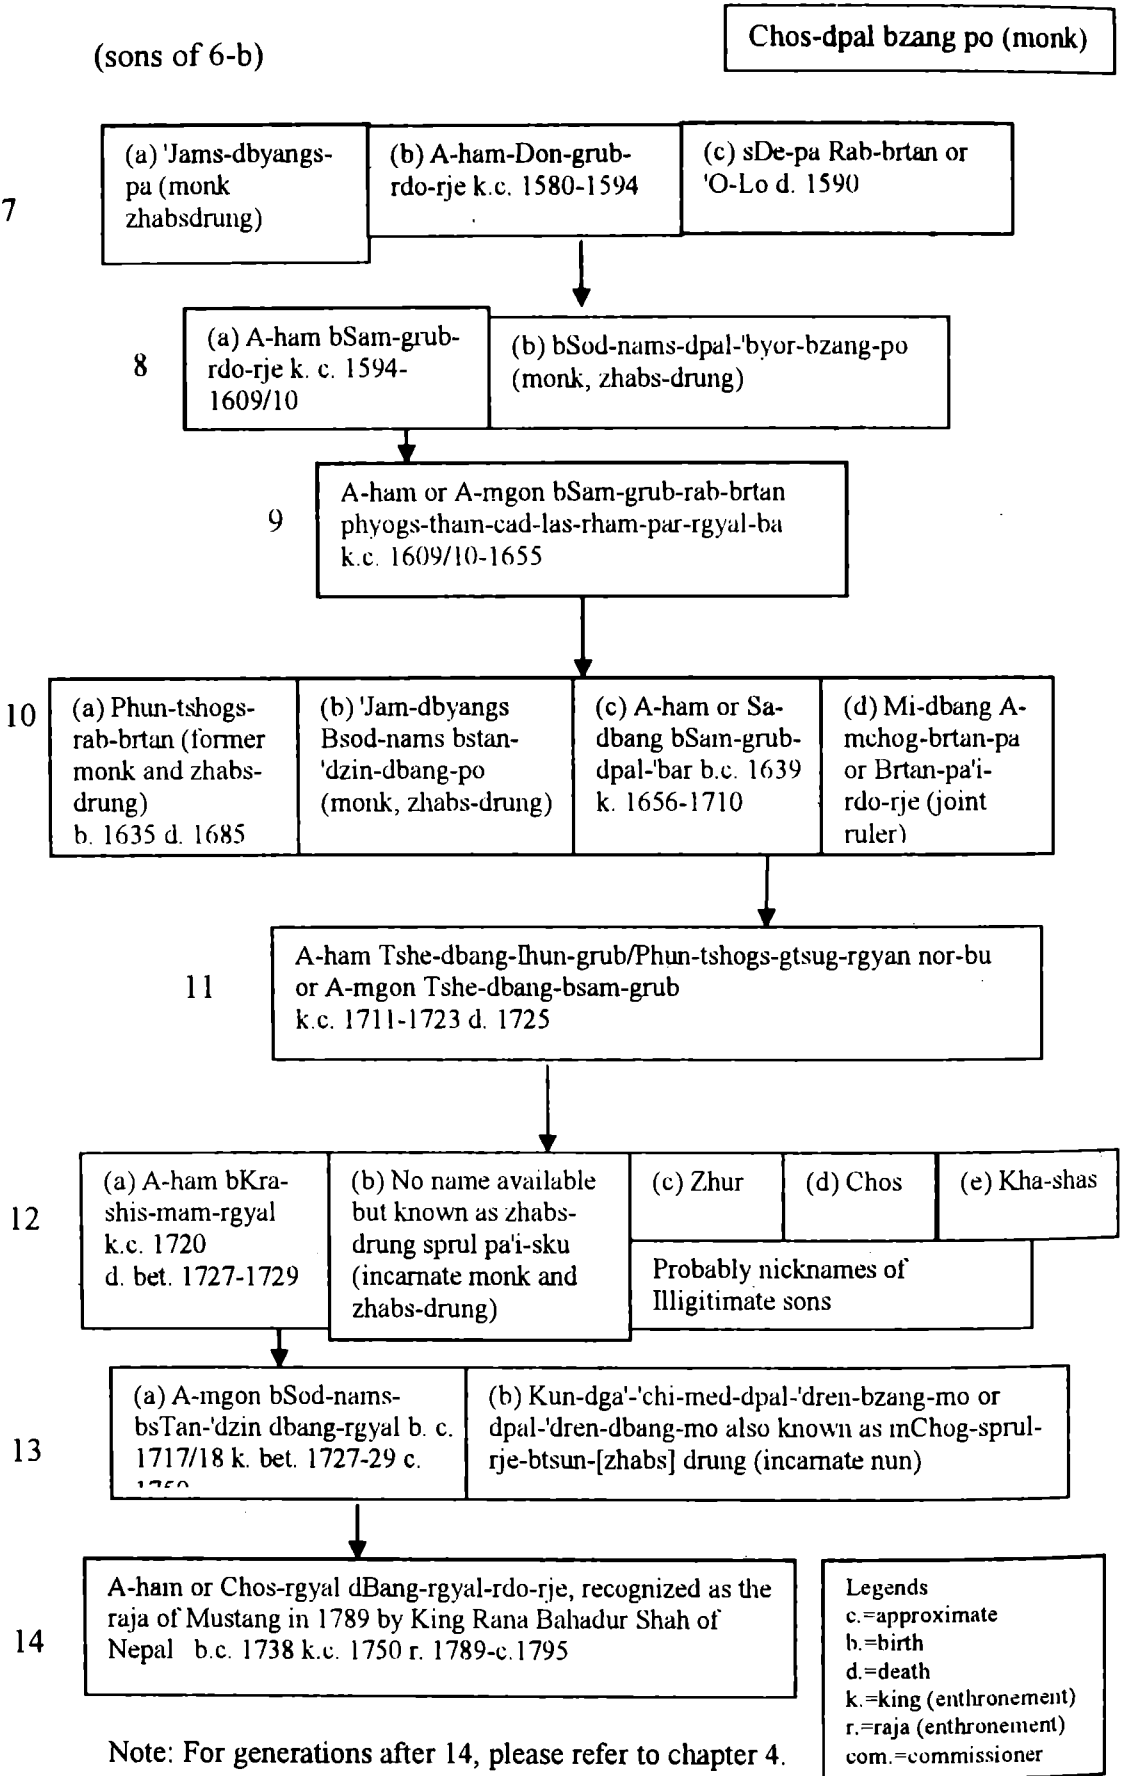 Chos-dpal bzang po (monk)
(sons of 6-b)
7
(a) 'Jams-dbyangs-
pa (monk
zhabsdrung)
(b) A-ham-Don-grub-
rdo-rje k.c. 1580-1594
(c) sDe-pa Rab-brtan or
'O-Lo d. 1590
8
(a) A-ham bSam-grub-
rdo-rje k. c. 1594-
1609/10
(b) bSod-nams-dpal-'byor-bzang-po
(monk, zhabs-drung)
9
A-ham or A-mgon bSam-grub-rab-brtan
phyogs-tham-cad-las-rham-par-rgyal-ba
k.c. 1609/10-1655
10
(a) Phun-tshogs-
rab-brtan (former
monk and zhabs-
drung)
b. 1635 d. 1685
(b) 'Jam-dbyangs
Bsod-nams bstan-
'dzin-dbang-po
(monk, zhabs-drung)
(c) A-ham or Sa-
dbang bSam-grub-
dpal-'bar b.c. 1639
k. 1656-1710
(d) Mi-dbang A-
mchog-brtan-pa
or Brtan-pa'i-
rdo-rje (joint
ruler)
11
A-ham Tshe-dbang-lhun-grub/Phun-tshogs-gtsug-rgyan nor-bu
or A-mgon Tshe-dbang-bsam-grub
k.c. 1711-1723 d. 1725
12
(a) A-ham bKra-
shis-mam-rgyal
k.c. 1720
d. bet. 1727-1729
(b) No name available
but known as zhabs-
drung sprul pa'i-sku
(incarnate monk and
zhabs-drung)
(c) Zhur
(d) Chos
(e) Kha-shas
Probably nicknames of
Illigitimate sons
13
(a) A-mgon bSod-nams-
bsTan-'dzin dbang-rgyal b. c.
1717/18 k. bet. 1727-29 c.
(b) Kun-dga'-'chi-med-dpal-'dren-bzang-mo or
dpal-'dren-dbang-mo also known as mChog-sprul-
rje-btsun-[zhabs] drung (incarnate nun)
14
A-ham or Chos-rgyal dBang-rgyal-rdo-rje, recognized as the
raja of Mustang in 1789 by King Rana Bahadur Shah of
Nepal b.c. 1738 k.c. 1750 r. 1789-c.1795
Legends
c.=approximate
b.=birth
d.=death
k.=king (enthronement)
r.=raja (enthronement)
com.=commissioner
Note: For generations after 14, please refer to chapter 4.